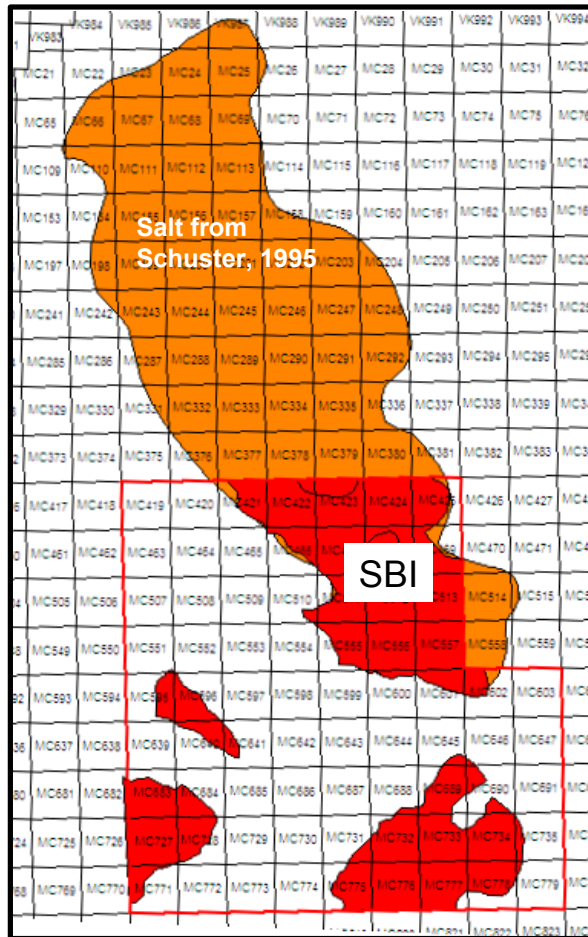 VK983 VK984 VK985 VK986 VK988 VK989 VK990 VK991 VK992 VK993 VK994
MC21 MC22 MC23 MC24 MC25 MC26 MC27 MC28 MC29 MC30 MC31 MC32
MC65 MC66 MC67 MC68 MC69 MC70 MC71 MC72 MC73 MC74 MC75 MC76
MC109 MC110 MC111 MC112 MC113 MC114 MC115 MC116 MC117 MC118 MC119
MC153 MC157 MC159 MC160 MC161 MC162 MC163
Salt from
Schuster, 1995
MC197 MC198 MC203 MC204 MC205 MC206 MC207
MC241 MC242 MC243 MC244 MC245 MC246 MC247 MC248 MC249 MC250 MC251
MC285 MC286 MC287 MC288 MC289 MC290 MC291 MC292 MC293 MC294 MC295
MC329 MC330 MC332 MC333 MC334 MC335 MC336 MC337 MC338 MC339
MC373 MC374 MC375 MC376 MC377 MC378 MC379 MC380 MC381 MC382 MC383
MC417 MC418 MC419 MC420 MC421 MC422 MC423 MC424 MC425 MC426 MC427
MC461 MC462 MC463 MC464 MC465 MC470 MC471
SBI
MC505 MC506 MC507 MC508 MC509 MC510 MC514 MC515
MC549 MC550 MC551 MC552 MC553 MC554 MC555 MC556 MC557 MC558 MC559
MC593 MC594 MC595 MC596 MC597 MC598 MC599 MC600 MC601 MC602 MC603
MC637 MC638 MC639 MC640 MC641 MC642 MC643 MC644 MC645 MC646 MC647
MC681 MC682 MC683 MC684 MC685 MC686 MC687 MC688 MC689 MC690 MC691
MC725 MC726 MC727 MC728 MC729 MC730 MC731 MC732 MC733 MC734 MC735
MC769 MC770 MC771 MC772 MC773 MC774 MC775 MC776 MC777 MC778 MC779